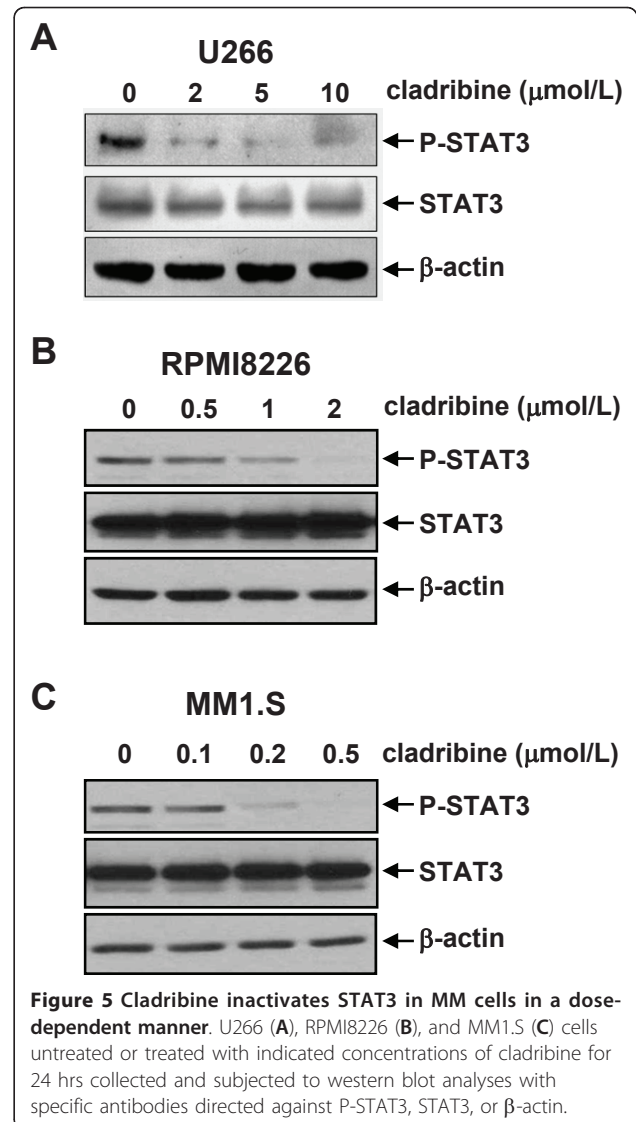 A
U266
0 2 5 10 cladribine (μmol/L)
P-STAT3
STAT3
β-actin
B
RPMI8226
0 0.5 1 2 cladribine (μmol/L)
P-STAT3
STAT3
β-actin
C
MM1.S
0 0.1 0.2 0.5 cladribine (μmol/L)
P-STAT3
STAT3
β-actin
Figure 5 Cladribine inactivates STAT3 in MM cells in a dose-
dependent manner. U266 (A), RPMI8226 (B), and MM1.S (C) cells
untreated or treated with indicated concentrations of cladribine for
24 hrs collected and subjected to western blot analyses with
specific antibodies directed against P-STAT3, STAT3, or β-actin.